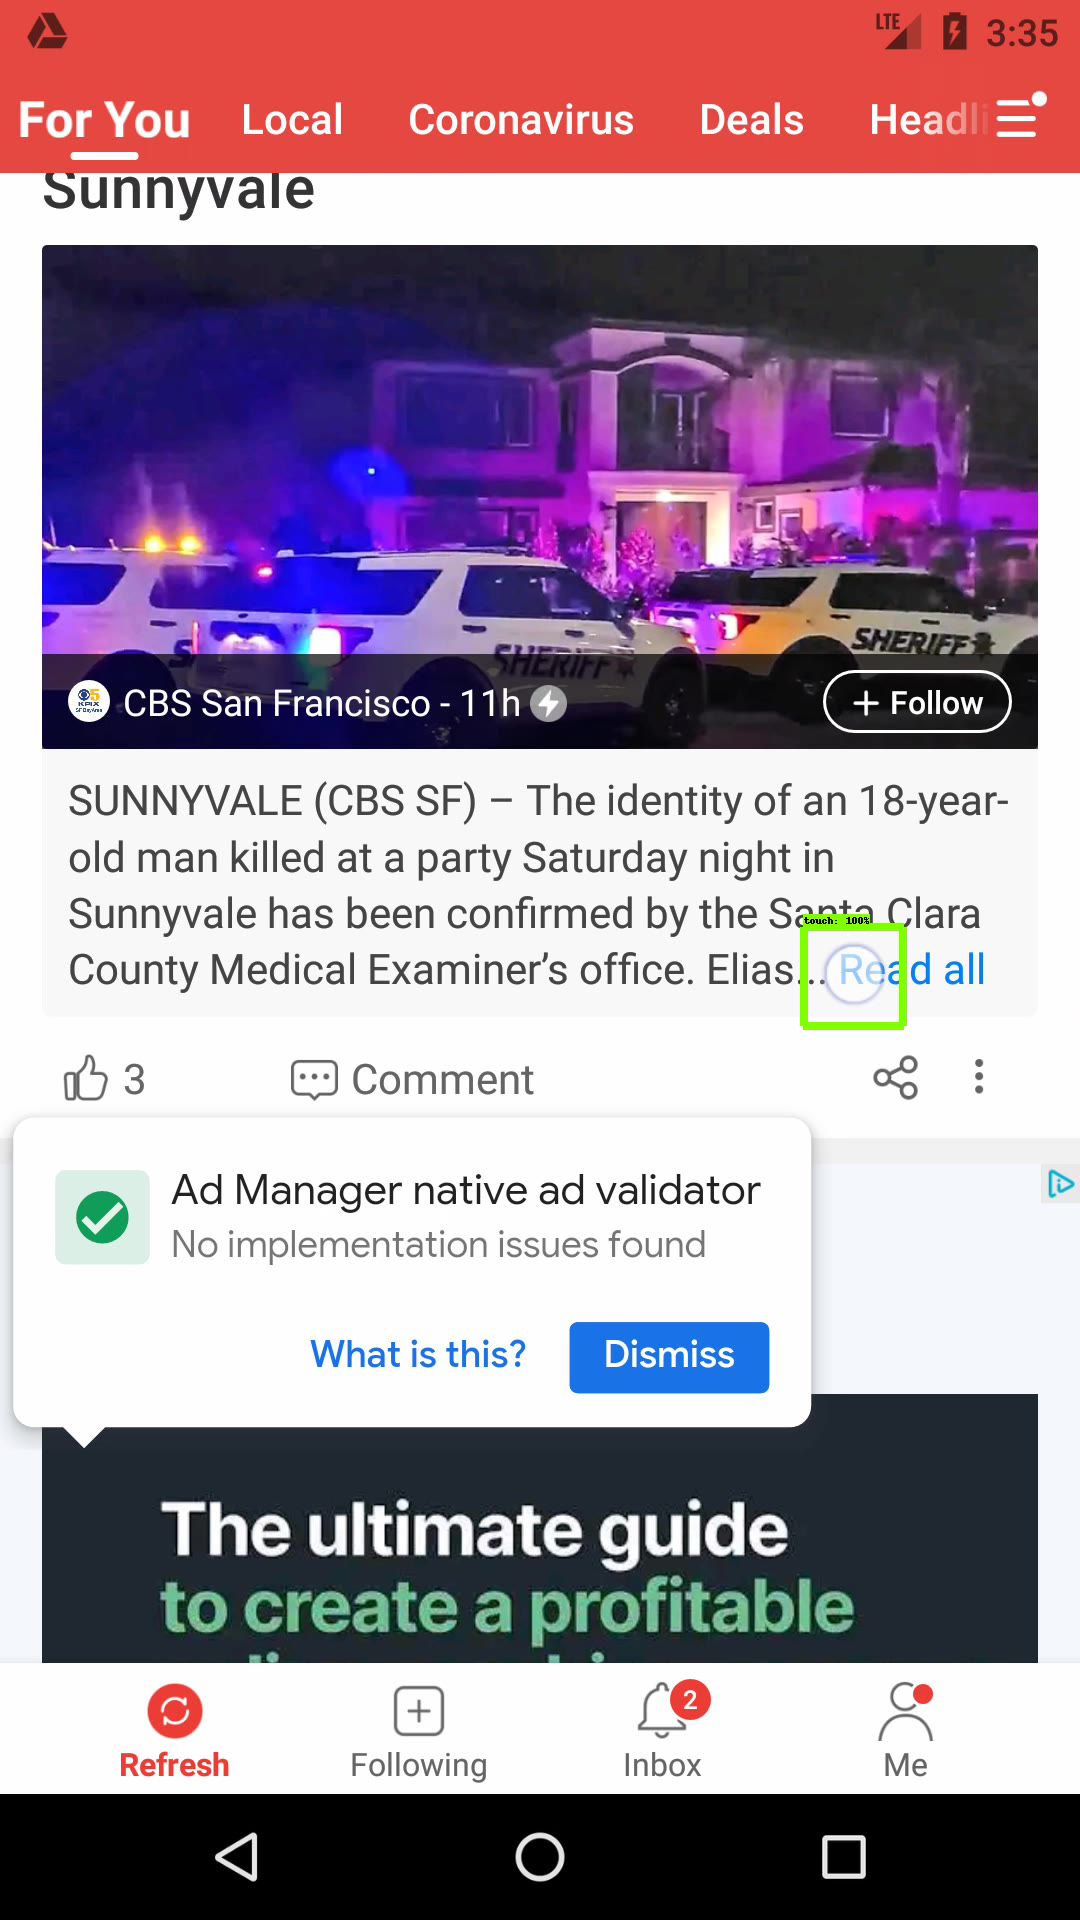 LTE 3:35
For You Local Coronavirus Deals Headli
Sunnyvale
SHERIFF
SHERIFF
CBS San Francisco - 11h + Follow
SUNNYVALE (CBS SF) – The identity of an 18-year-
old man killed at a party Saturday night in
Sunnyvale has been confirmed by the Santa Clara
touch: 100%
County Medical Examiner’s office. Elias... Read all
3 Comment
Ad Manager native ad validator
No implementation issues found
What is this? Dismiss
The ultimate guide
to create a profitable
2
Refresh Following Inbox Me